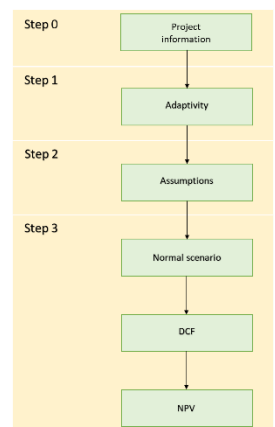 Step 0
Project
information
Step 1
Adaptivity
Step 2
Assumptions
Step 3
Normal scenario
DCF
NPV